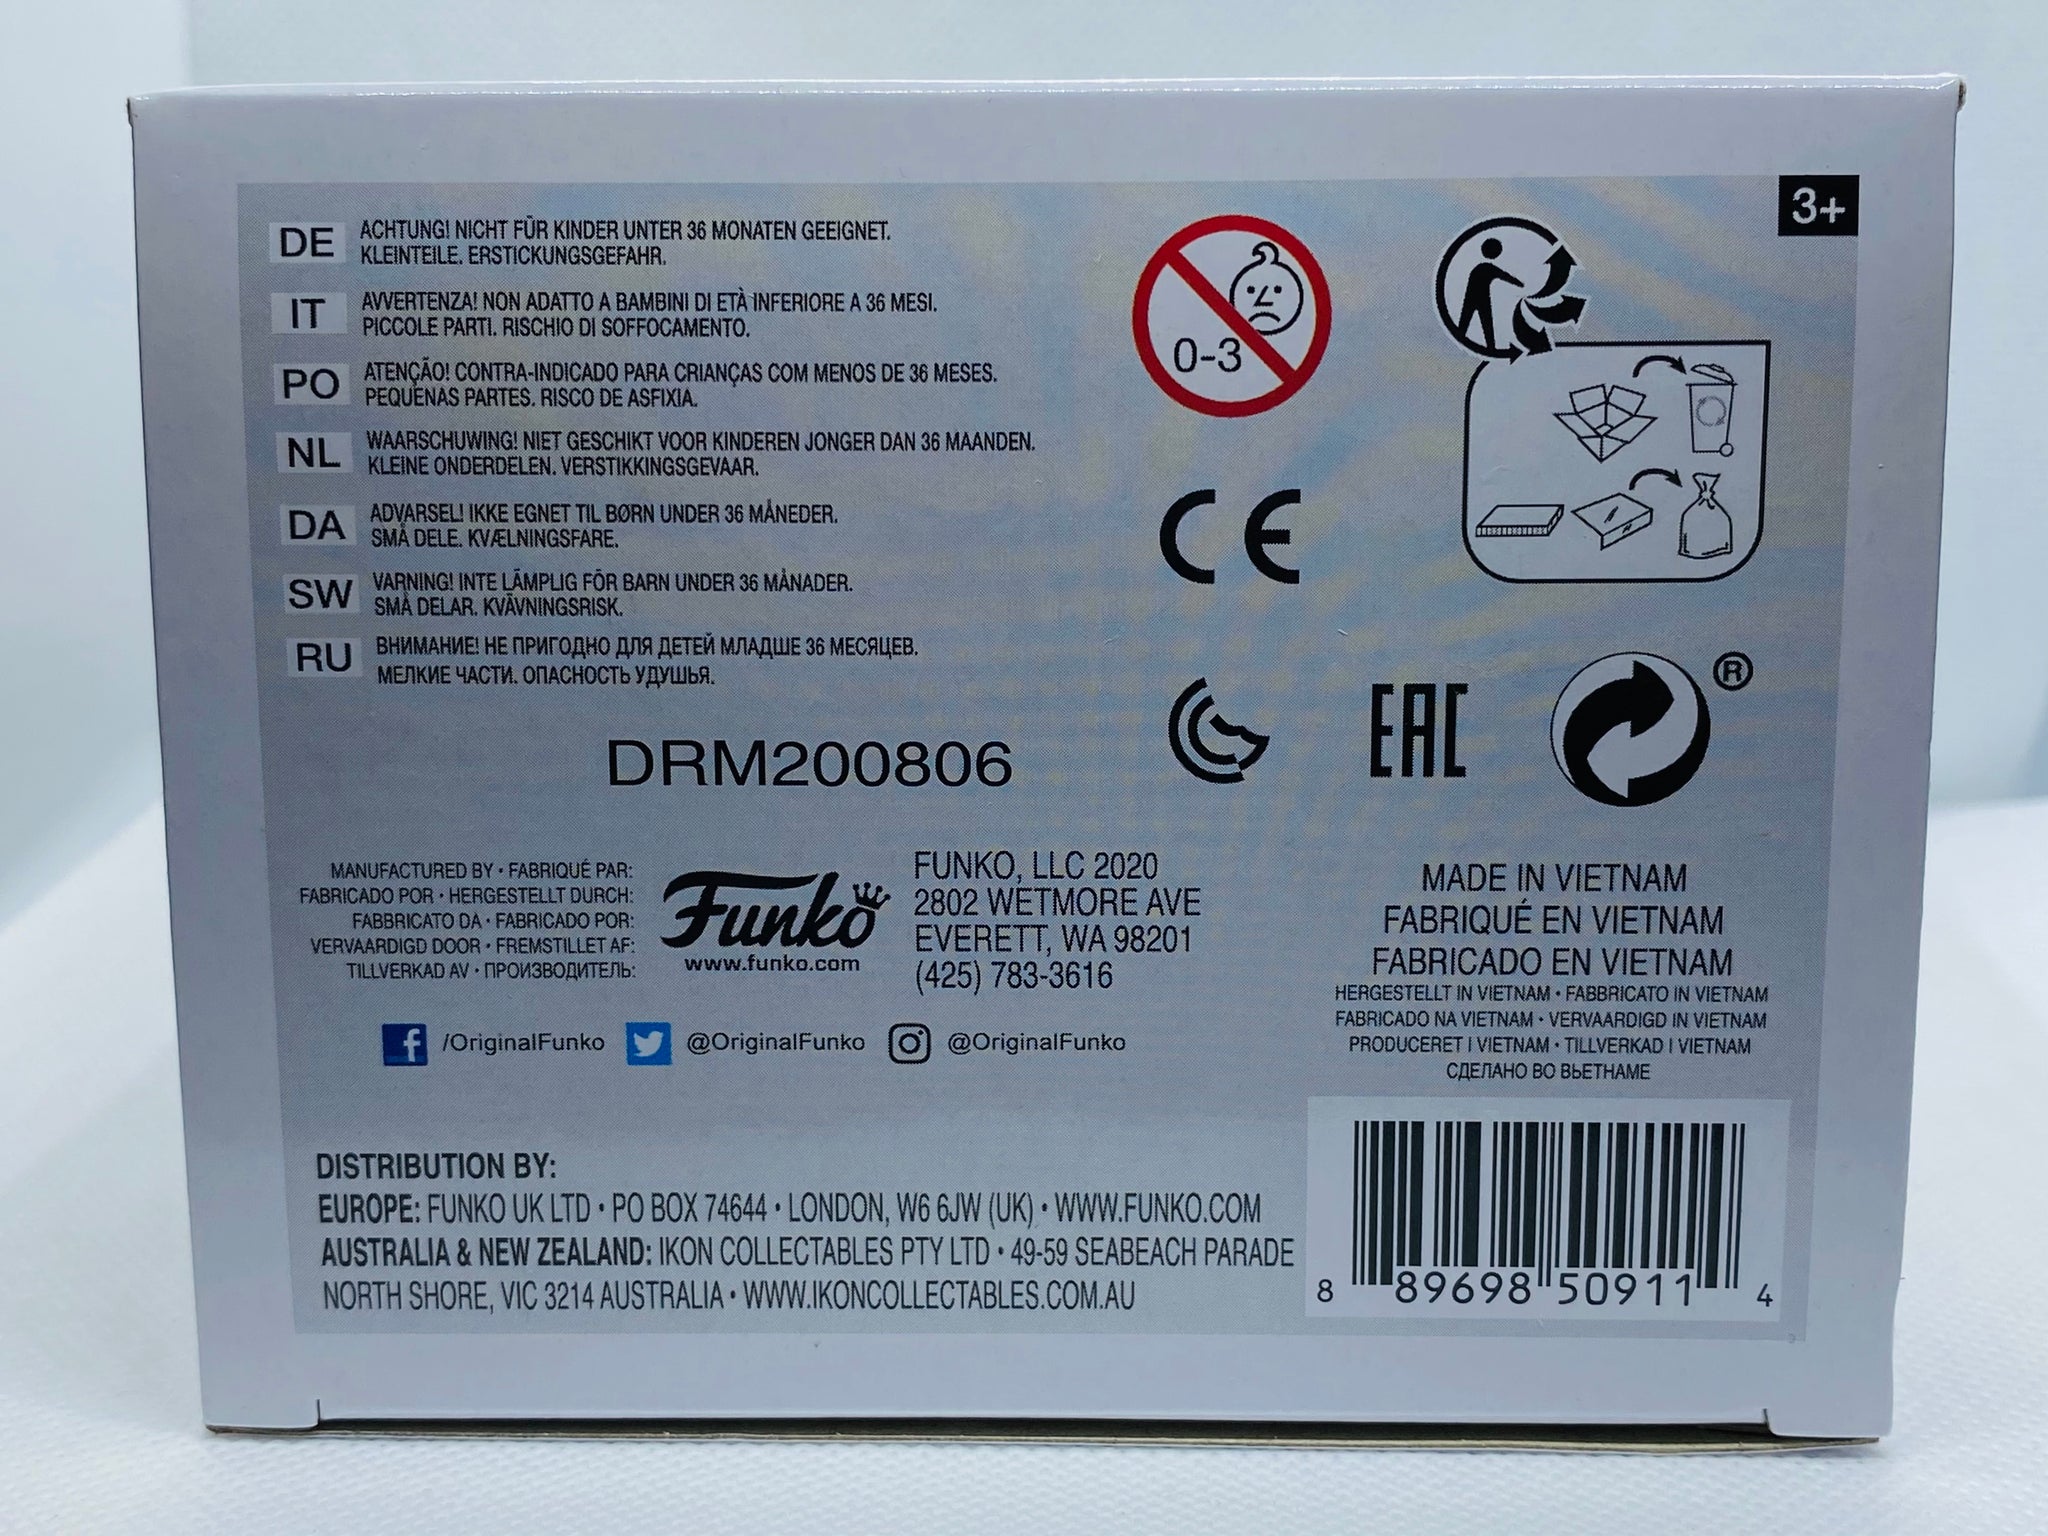 3+
DE ACHTUNG! NICHT FÜR KINDER UNTER 36 MONATEN GEEIGNET.
KLEINTEILE. ERSTICKUNGSGEFAHR.
IT AVVERTENZA! NON ADATTO A BAMBINI DI ETÀ INFERIORE A 36 MESI.
PICCOLE PARTI. RISCHIO DI SOFFOCAMENTO.
PO ATENÇÃO! CONTRA-INDICADO PARA CRIANÇAS COM MENOS DE 36 MESES.
PEQUENAS PARTES. RISCO DE ASFIXIA.
NL WAARSCHUWING! NIET GESCHIKT VOOR KINDEREN JONGER DAN 36 MAANDEN.
KLEINE ONDERDELEN. VERSTIKKINGSGEVAAR.
DA ADVARSEL! IKKE EGNET TIL BØRN UNDER 36 MÅNEDER.
SMÅ DELE. KVÆLNINGSFARE.
SW VARNING! INTE LÄMPLIG FÖR BARN UNDER 36 MÅNADER.
SMÅ DELAR. KVÄVNINGSRISK.
RU ВНИМАНИЕ! НЕ ПРИГОДНО ДЛЯ ДЕТЕЙ МЛАДШЕ 36 МЕСЯЦЕВ.
МЕЛКИЕ ЧАСТИ. ОПАСНОСТЬ УДУШЬЯ.
0-3
CE
EAC
®
DRM200806
MANUFACTURED BY • FABRIQUÉ PAR:
FABRICADO POR • HERGESTELLT DURCH:
FABBRICATO DA • FABRICADO POR:
VERVAARDIGD DOOR • FREMSTILLET AF:
TILLVERKAD AV • ПРОИЗВОДИТЕЛЬ:
Funko
www.funko.com
FUNKO, LLC 2020
2802 WETMORE AVE
EVERETT, WA 98201
(425) 783-3616
MADE IN VIETNAM
FABRIQUÉ EN VIETNAM
FABRICADO EN VIETNAM
HERGESTELLT IN VIETNAM • FABBRICATO IN VIETNAM
FABRICADO NA VIETNAM • VERVAARDIGD IN VIETNAM
PRODUCERET I VIETNAM • TILLVERKAD I VIETNAM
СДЕЛАНО ВО ВЬЕТНАМЕ
f /OriginalFunko @OriginalFunko @OriginalFunko
DISTRIBUTION BY:
EUROPE: FUNKO UK LTD • PO BOX 74644 • LONDON, W6 6JW (UK) • WWW.FUNKO.COM
AUSTRALIA & NEW ZEALAND: IKON COLLECTABLES PTY LTD • 49-59 SEABEACH PARADE
NORTH SHORE, VIC 3214 AUSTRALIA • WWW.IKONCOLLECTABLES.COM.AU
8 89698 50911 4